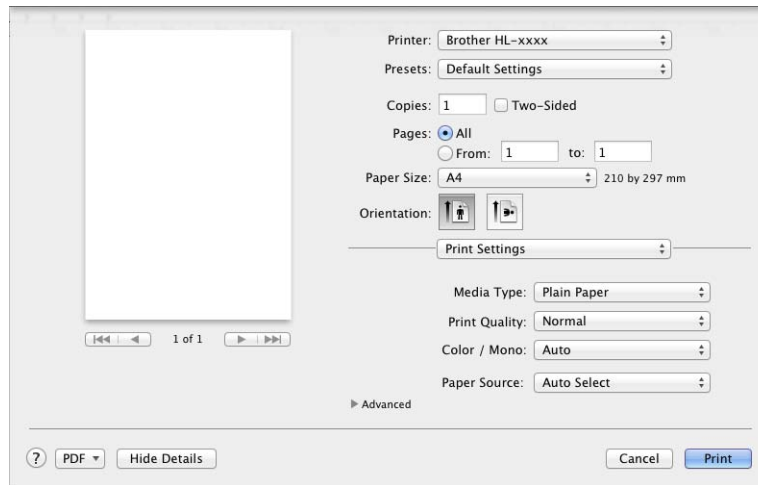 Printer: Brother HL-xxxx
Presets: Default Settings
Copies: 1 Two-Sided
Pages: All
From: 1 to: 1
Paper Size: A4 210 by 297 mm
Orientation:
Print Settings
Media Type: Plain Paper
Print Quality: Normal
1 of 1
Color / Mono: Auto
Paper Source: Auto Select
Advanced
? PDF Hide Details Cancel Print